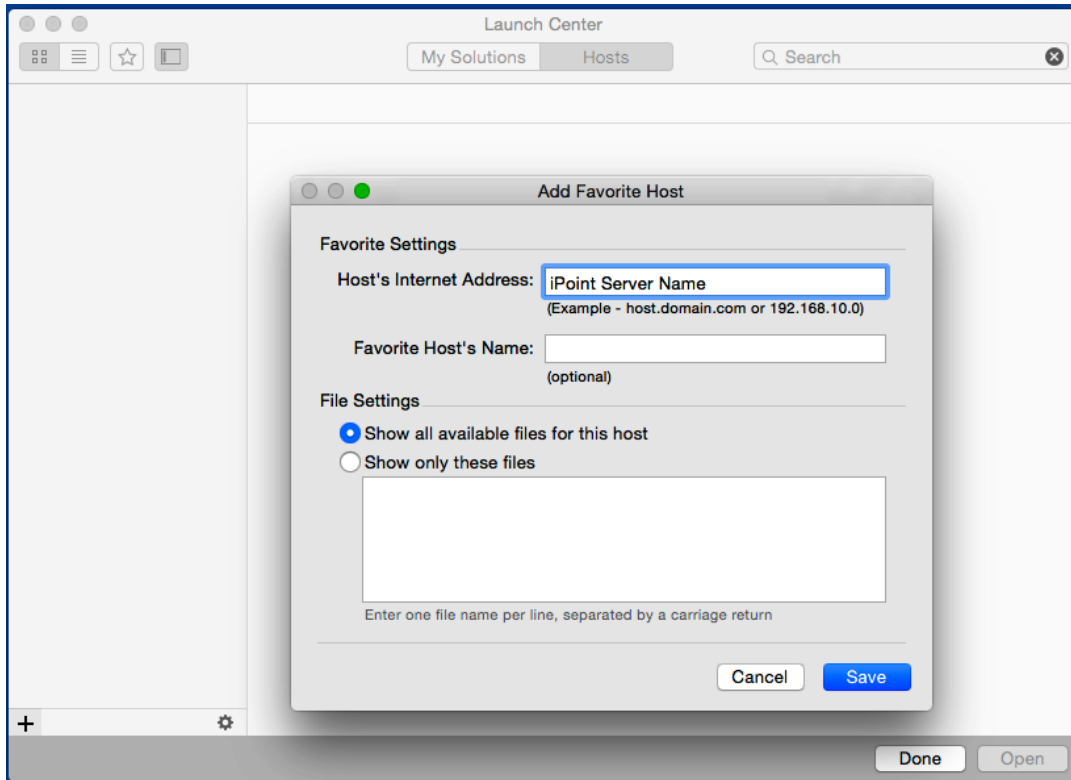 Launch Center
My Solutions Hosts Search
Add Favorite Host
Favorite Settings
Host's Internet Address: iPoint Server Name
(Example - host.domain.com or 192.168.10.0)
Favorite Host's Name:
(optional)
File Settings
Show all available files for this host
Show only these files
Enter one file name per line, separated by a carriage return
Cancel Save
Done Open